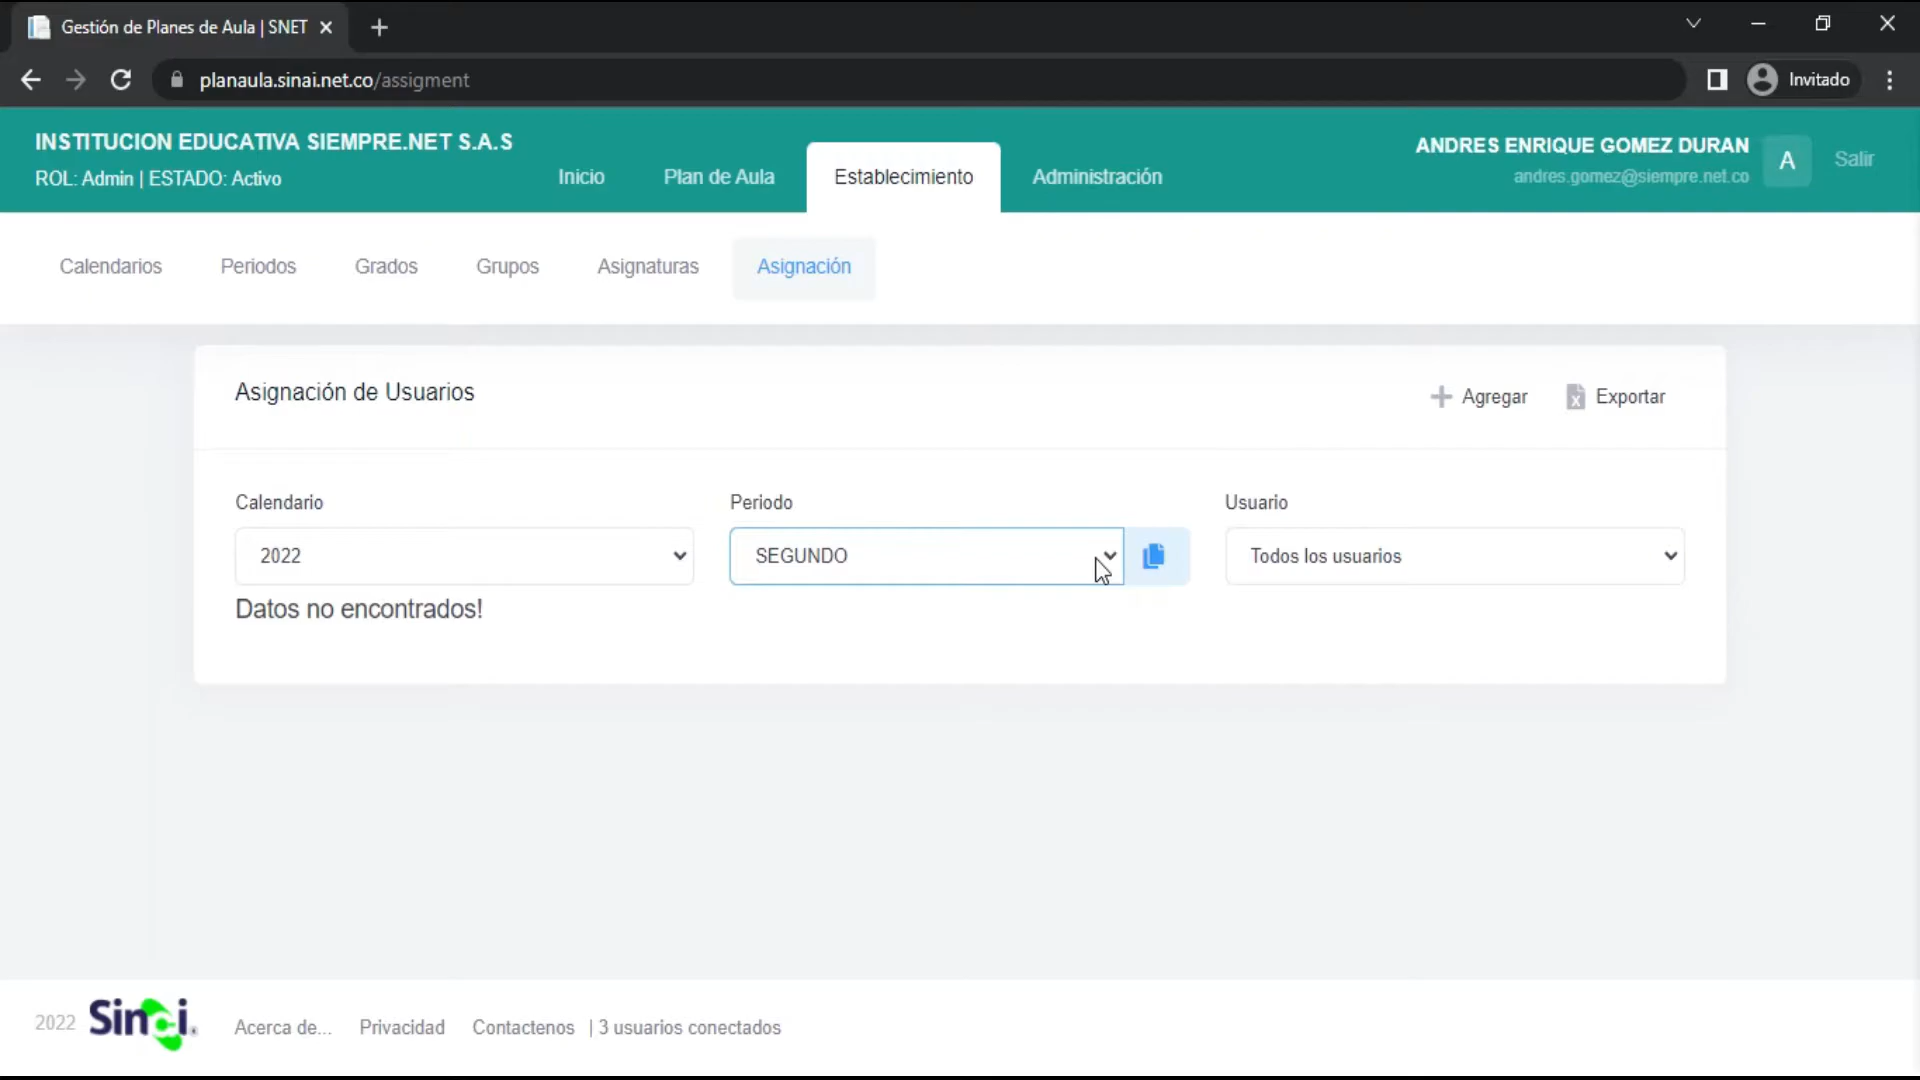 Gestión de Planes de Aula | SNET
planaula.sinai.net.co/assigment
Invitado
INSTITUCION EDUCATIVA SIEMPRE.NET S.A.S
ROL: Admin | ESTADO: Activo
Inicio
Plan de Aula
Establecimiento
Administración
ANDRES ENRIQUE GOMEZ DURAN
andres.gomez@siempre.net.co
A
Salir
Calendarios
Periodos
Grados
Grupos
Asignaturas
Asignación
Asignación de Usuarios
Agregar
Exportar
Calendario
Periodo
Usuario
2022
SEGUNDO
Todos los usuarios
Datos no encontrados!
2022
Sinai
Acerca de...
Privacidad
Contactenos
| 3 usuarios conectados